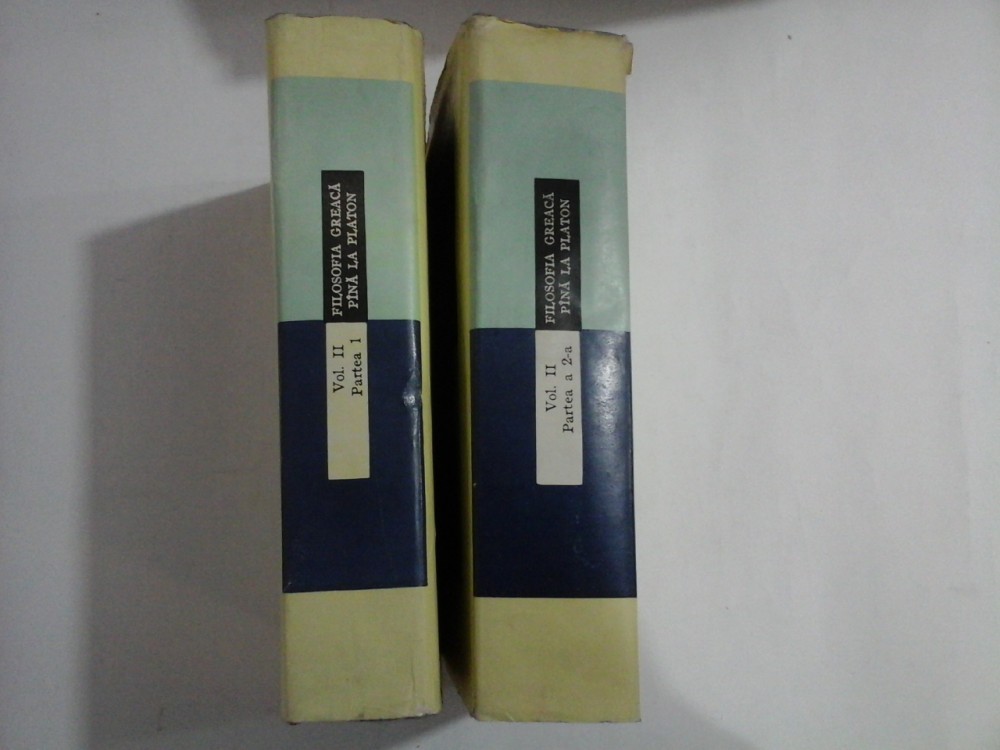 FILOSOFIA GREACĂ
PÎNĂ LA PLATON
Vol. II
Partea 1
FILOSOFIA GREACĂ
PÎNĂ LA PLATON
Vol. II
Partea a 2-a